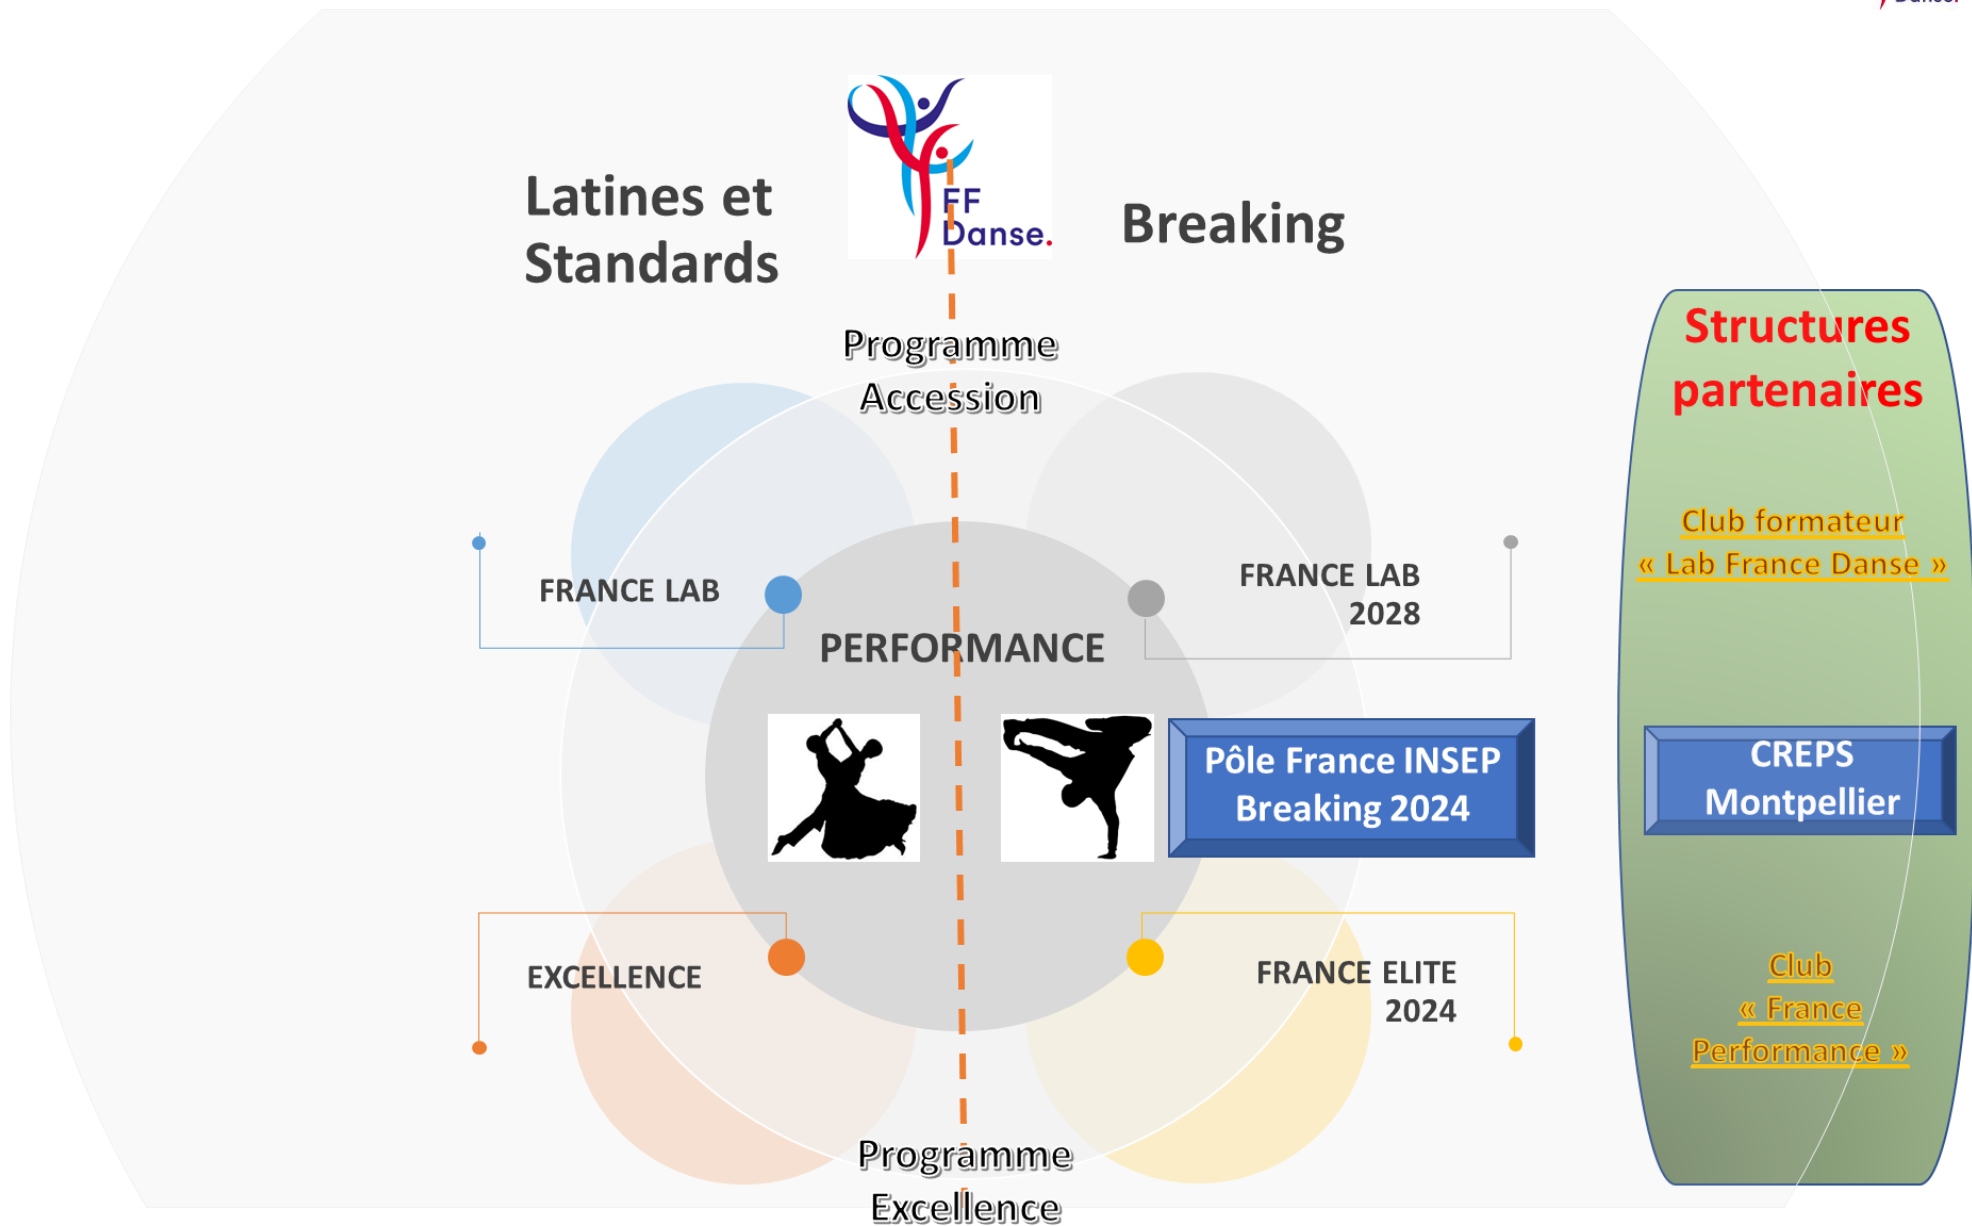 Danse.
FF
Danse.
Latines et
Standards
Breaking
Programme
Accession
Structures
partenaires
Club formateur
« Lab France Danse »
FRANCE LAB
FRANCE LAB
2028
PERFORMANCE
Pôle France INSEP
Breaking 2024
CREPS
Montpellier
EXCELLENCE
FRANCE ELITE
2024
Club
« France
Performance »
Programme
Excellence